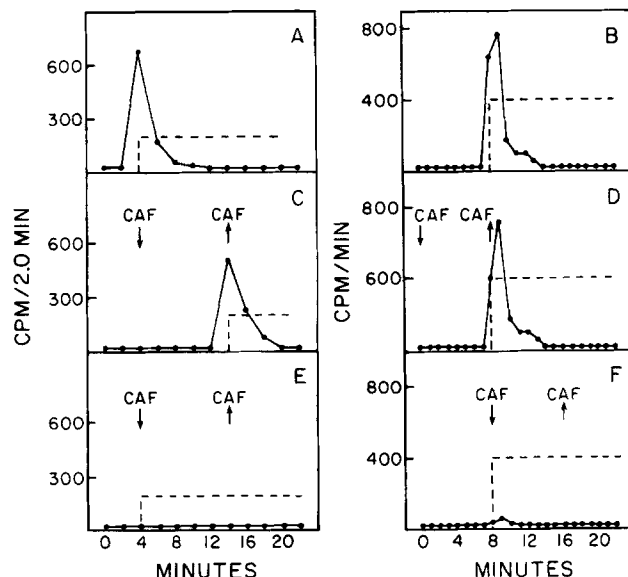 A
B
600
300
800
400
C
D
CAF CAF
600
300
CAF CAF
800
600
E
F
CAF CAF
600
300
CAF CAF
800
400
CPM/2.0 MIN
CPM/MIN
0 4 8 12 16 20
0 4 8 12 16 20
MINUTES
MINUTES